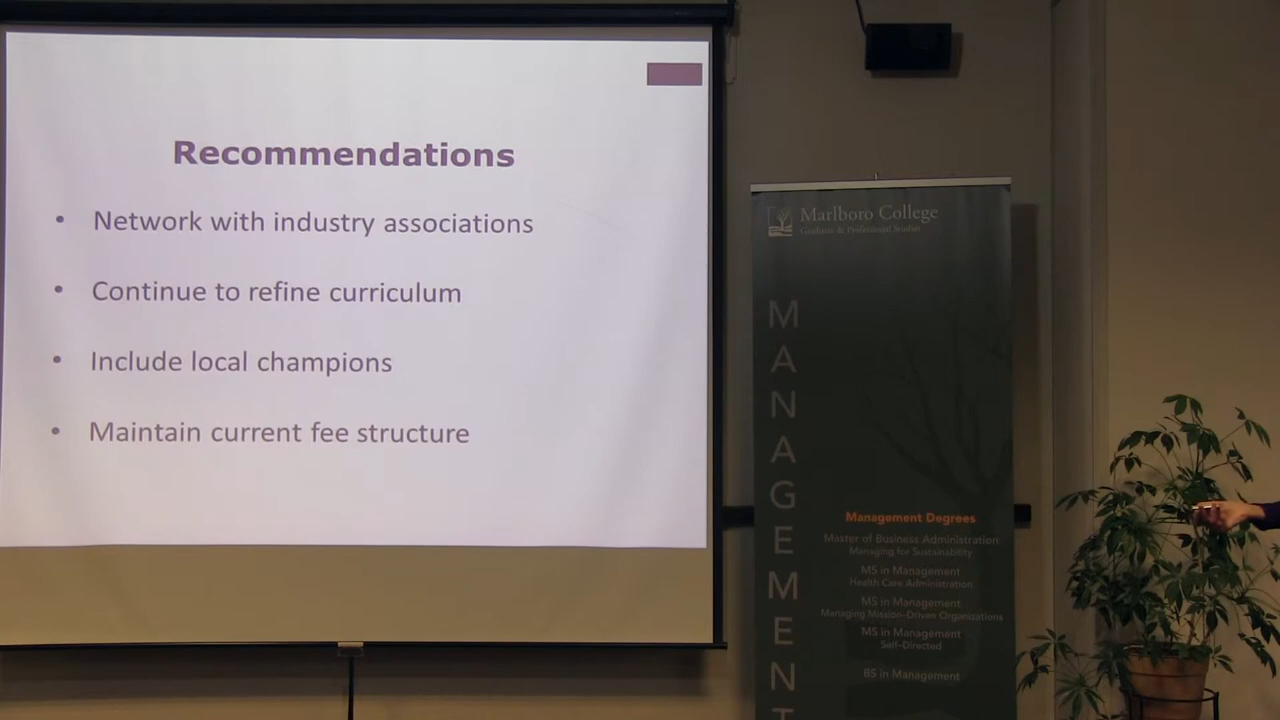 Recommendations
• Network with industry associations
• Continue to refine curriculum
• Include local champions
• Maintain current fee structure
Marlboro College
Graduate & Professional Studies
MANAGEMENT
Management Degrees
Master of Business Administration
Managing for Sustainability
MS in Management
Health Care Administration
MS in Management
Managing Mission-Driven Organizations
MS in Management
Self-Directed
BS in Management